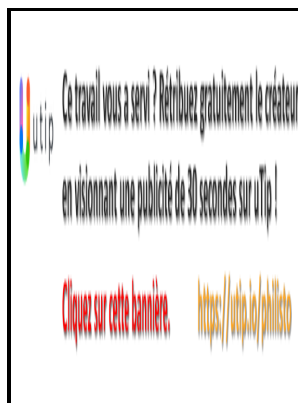 utip
Ce travail vous a servi ? Rétribuez gratuitement le créateur
en visionnant une publicité de 30 secondes sur uTip !
Cliquez sur cette bannière. https://utip.io/philisto